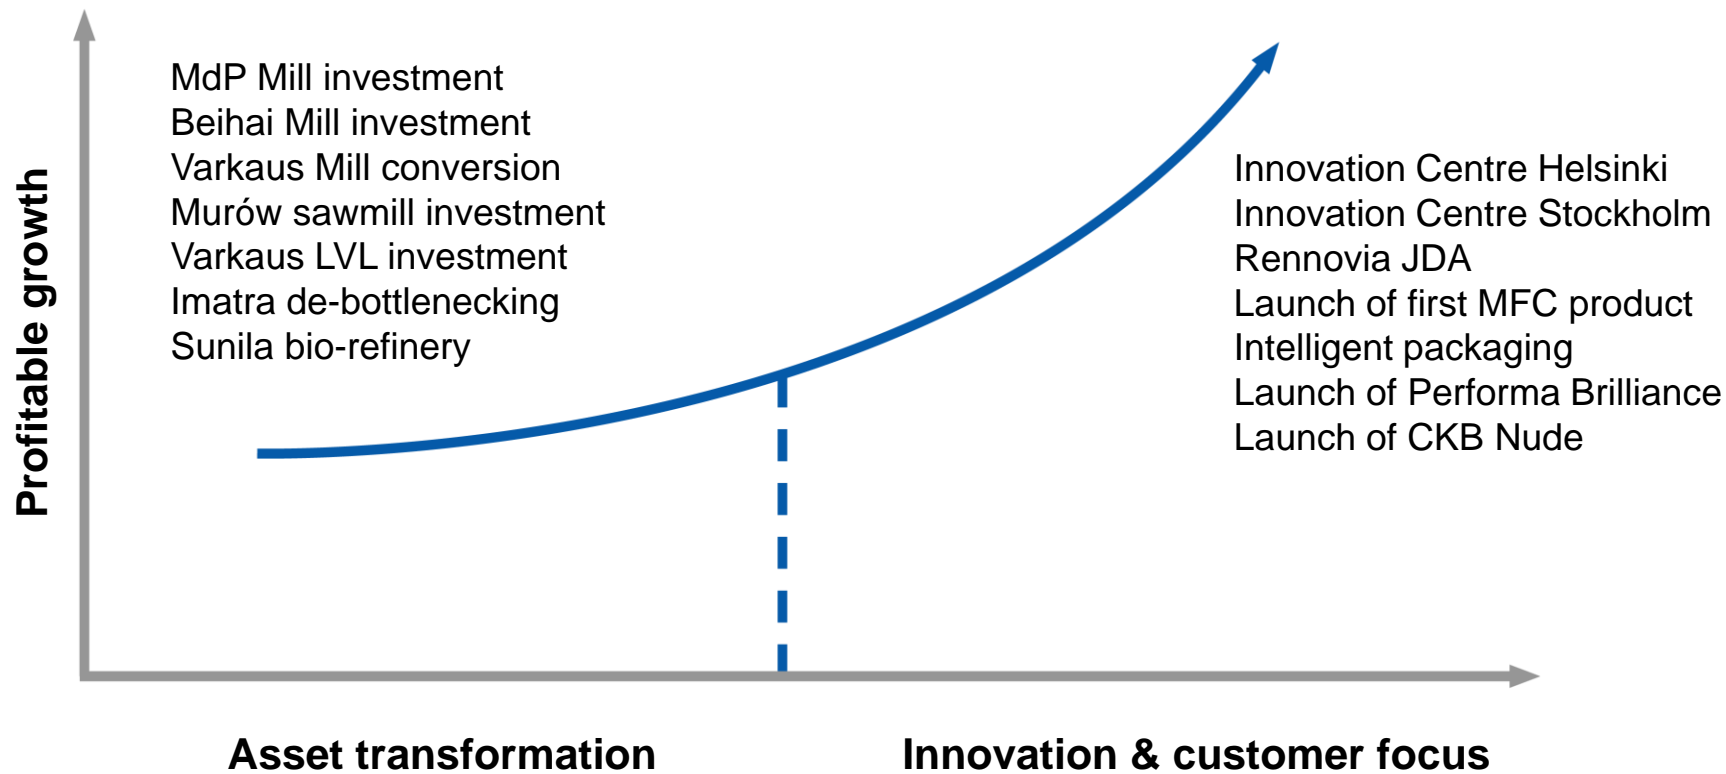 MdP Mill investment
Beihai Mill investment
Varkaus Mill conversion
Murów sawmill investment
Varkaus LVL investment
Imatra de-bottlenecking
Sunila bio-refinery
Innovation Centre Helsinki
Innovation Centre Stockholm
Rennovia JDA
Launch of first MFC product
Intelligent packaging
Launch of Performa Brilliance
Launch of CKB Nude
Profitable growth
Asset transformation
Innovation & customer focus